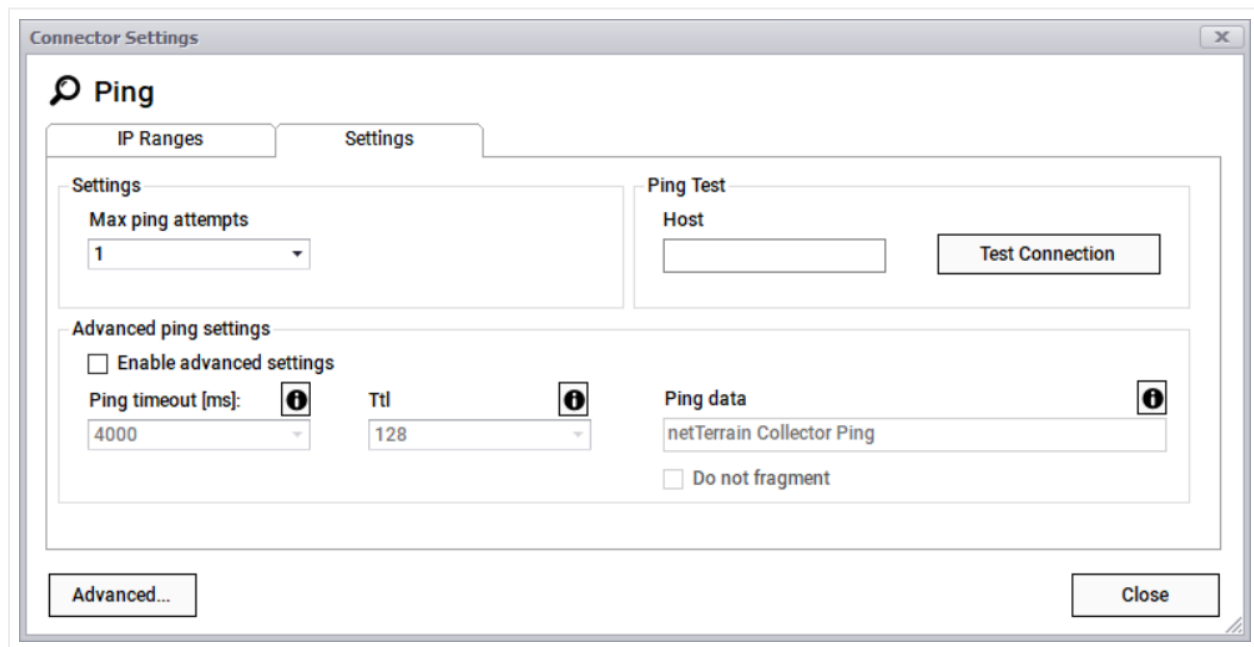 Connector Settings
Ping
IP Ranges
Settings
Settings
Max ping attempts
1
Ping Test
Host
Test Connection
Advanced ping settings
Enable advanced settings
Ping timeout [ms]:
4000
Ttl
128
Ping data
netTerrain Collector Ping
Do not fragment
Advanced...
Close